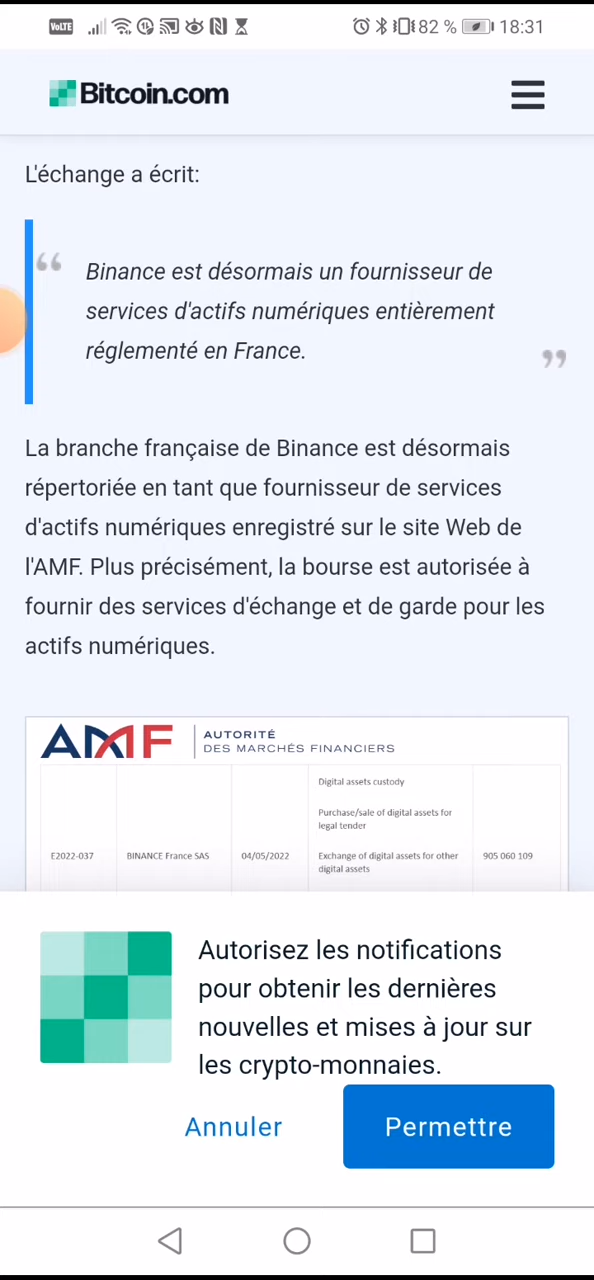 VoLTE 82 % 18:31
Bitcoin.com
L'échange a écrit:
“ Binance est désormais un fournisseur de
services d'actifs numériques entièrement
réglementé en France. ”
La branche française de Binance est désormais
répertoriée en tant que fournisseur de services
d'actifs numériques enregistré sur le site Web de
l'AMF. Plus précisément, la bourse est autorisée à
fournir des services d'échange et de garde pour les
actifs numériques.
AMF AUTORITÉ
DES MARCHÉS FINANCIERS
Digital assets custody
Purchase/sale of digital assets for
legal tender
E2022-037 BINANCE France SAS 04/05/2022 Exchange of digital assets for other 905 060 109
digital assets
Autorisez les notifications
pour obtenir les dernières
nouvelles et mises à jour sur
les crypto-monnaies.
Annuler Permettre